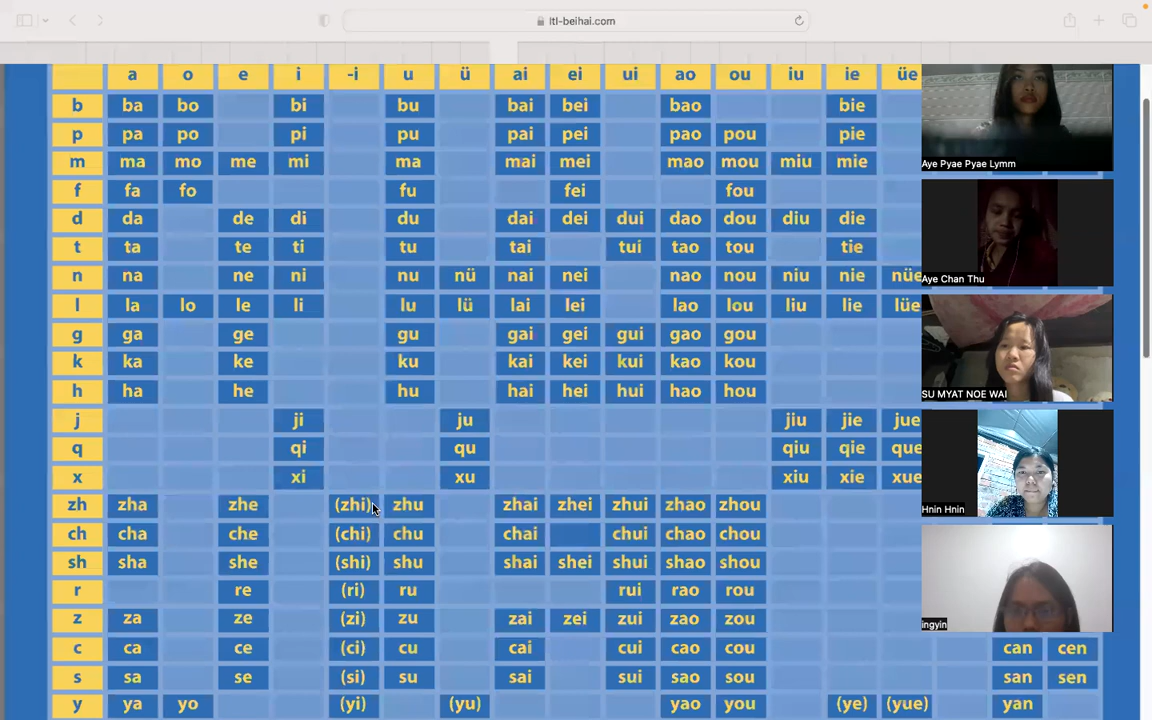 ltl-beihai.com
a o e i -i u ü ai ei ui ao ou iu ie üe
b ba bo bi bu bai bei bao bie
p pa po pi pu pai pei pao pou pie
m ma mo me mi ma mai mei mao mou miu mie
f fa fo fu fei fou
d da de di du dai dei dui dao dou diu die
t ta te ti tu tai tui tao tou tie
n na ne ni nu nü nai nei nao nou niu nie nüe
l la lo le li lu lü lai lei lao lou liu lie lüe
g ga ge gu gai gei gui gao gou
k ka ke ku kai kei kui kao kou
h ha he hu hai hei hui hao hou
j ji ju jiu jie jue
q qi qu qiu qie que
x xi xu xiu xie xue
zh zha zhe (zhi) zhu zhai zhei zhui zhao zhou
ch cha che (chi) chu chai chui chao chou
sh sha she (shi) shu shai shei shui shao shou
r re (ri) ru rui rao rou
z za ze (zi) zu zai zei zui zao zou
c ca ce (ci) cu cai cui cao cou can cen
s sa se (si) su sai sui sao sou san sen
y ya yo (yi) (yu) yao you (ye) (yue) yan
Aye Pyae Pyae Lymm
Aye Chan Thu
SU MYAT NOE WAI
Hnin Hnin
ingyin